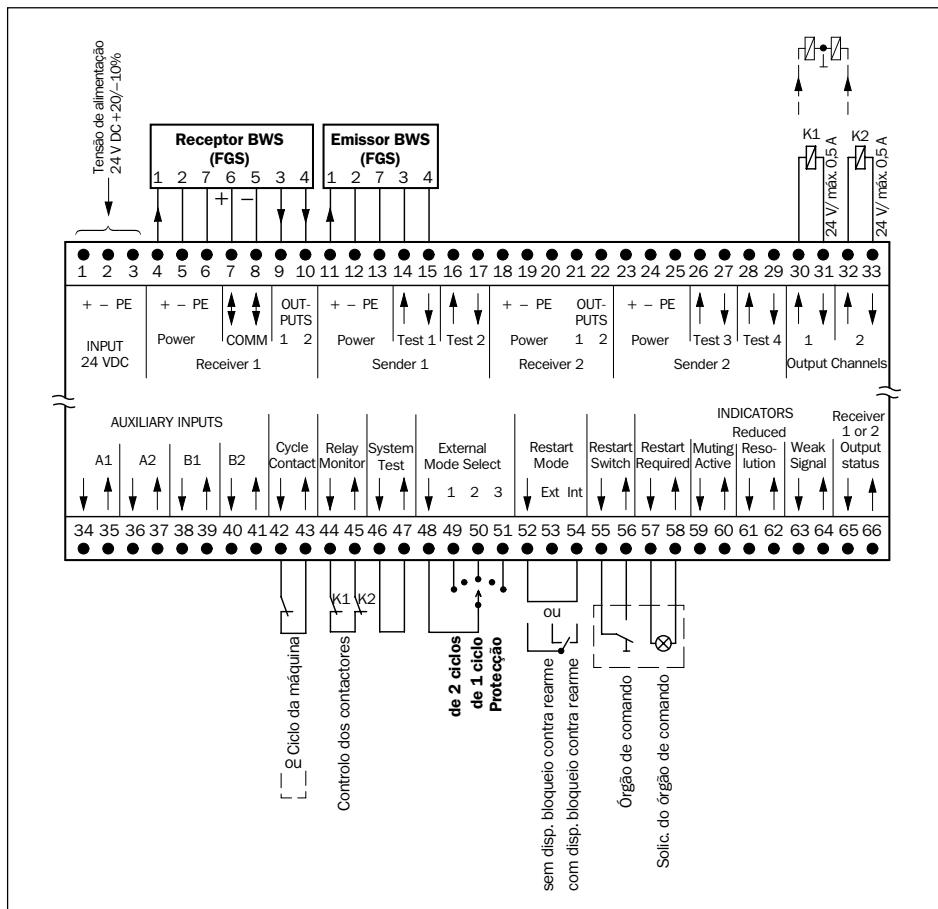 Tensão de alimentação
24 V DC +20/–10%
Receptor BWS
(FGS)
1 2 7 6 5 3 4
+ –
Emissor BWS
(FGS)
1 2 7 3 4
K1
24 V/ máx. 0,5 A
K2
24 V/ máx. 0,5 A
1 2 3 4 5 6 7 8 9 10 11 12 13 14 15 16 17 18 19 20 21 22 23 24 25 26 27 28 29 30 31 32 33
+ – PE
INPUT
24 VDC
+ – PE
Power
COMM
OUT-
PUTS
1 2
Receiver 1
+ – PE
Power
Test 1
Test 2
Sender 1
+ – PE
Power
OUT-
PUTS
1 2
Receiver 2
+ – PE
Power
Test 3
Test 4
Sender 2
1
2
Output Channels
AUXILIARY INPUTS
A1
A2
B1
B2
Cycle
Contact
Relay
Monitor
System
Test
External
Mode Select
1 2 3
Restart
Mode
Ext Int
Restart
Switch
Restart
Required
INDICATORS
Muting
Active
Reduced
Reso-
lution
Weak
Signal
Receiver
1 or 2
Output
status
34 35 36 37 38 39 40 41 42 43 44 45 46 47 48 49 50 51 52 53 54 55 56 57 58 59 60 61 62 63 64 65 66
K1 K2
ou
ou Ciclo da máquina
Controlo dos contactores
de 2 ciclos
de 1 ciclo
Protecção
sem disp. bloqueio contra rearme
com disp. bloqueio contra rearme
Órgão de comando
Solic. do órgão de comando